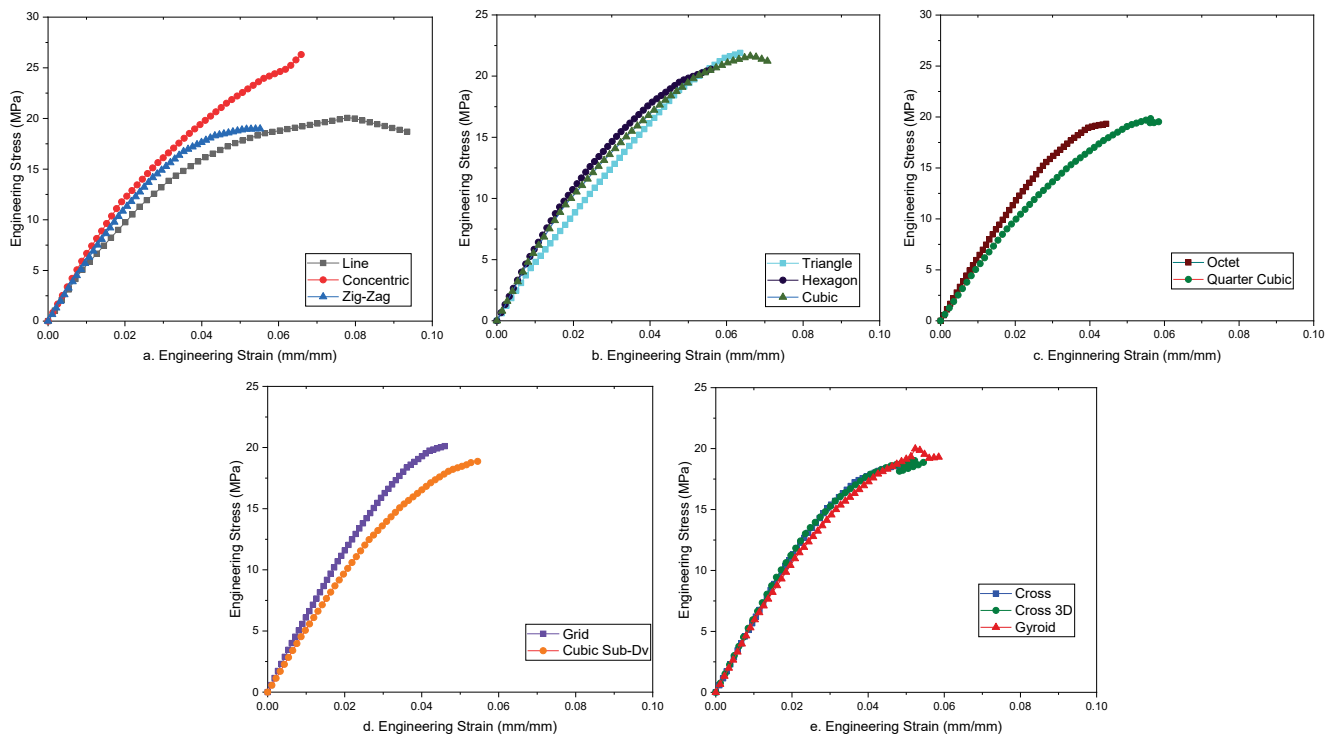 Engineering Stress (MPa)
30
25
20
15
10
5
0
0.00 0.02 0.04 0.06 0.08 0.10
Line
Concentric
Zig-Zag
a. Engineering Strain (mm/mm)
Engineering Stress (MPa)
25
20
15
10
5
0
0.00 0.02 0.04 0.06 0.08 0.10
Triangle
Hexagon
Cubic
b. Engineering Strain (mm/mm)
Engineering Stress (MPa)
25
20
15
10
5
0
0.00 0.02 0.04 0.06 0.08 0.10
Octet
Quarter Cubic
c. Enginnering Strain (mm/mm)
Engineering Stress (MPa)
25
20
15
10
5
0
0.00 0.02 0.04 0.06 0.08 0.10
Grid
Cubic Sub-Dv
d. Engineering Strain (mm/mm)
Engineering Stress (MPa)
25
20
15
10
5
0
0.00 0.02 0.04 0.06 0.08 0.10
Cross
Cross 3D
Gyroid
e. Engineering Strain (mm/mm)